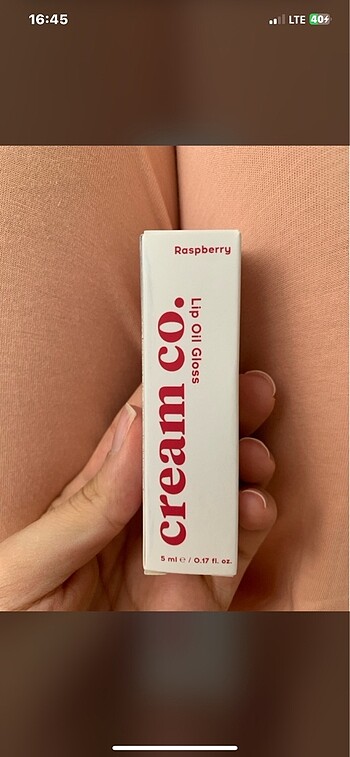 16:45
LTE
40
Raspberry
cream co.
Lip Oil Gloss
5 ml ℮ / 0.17 fl. oz.